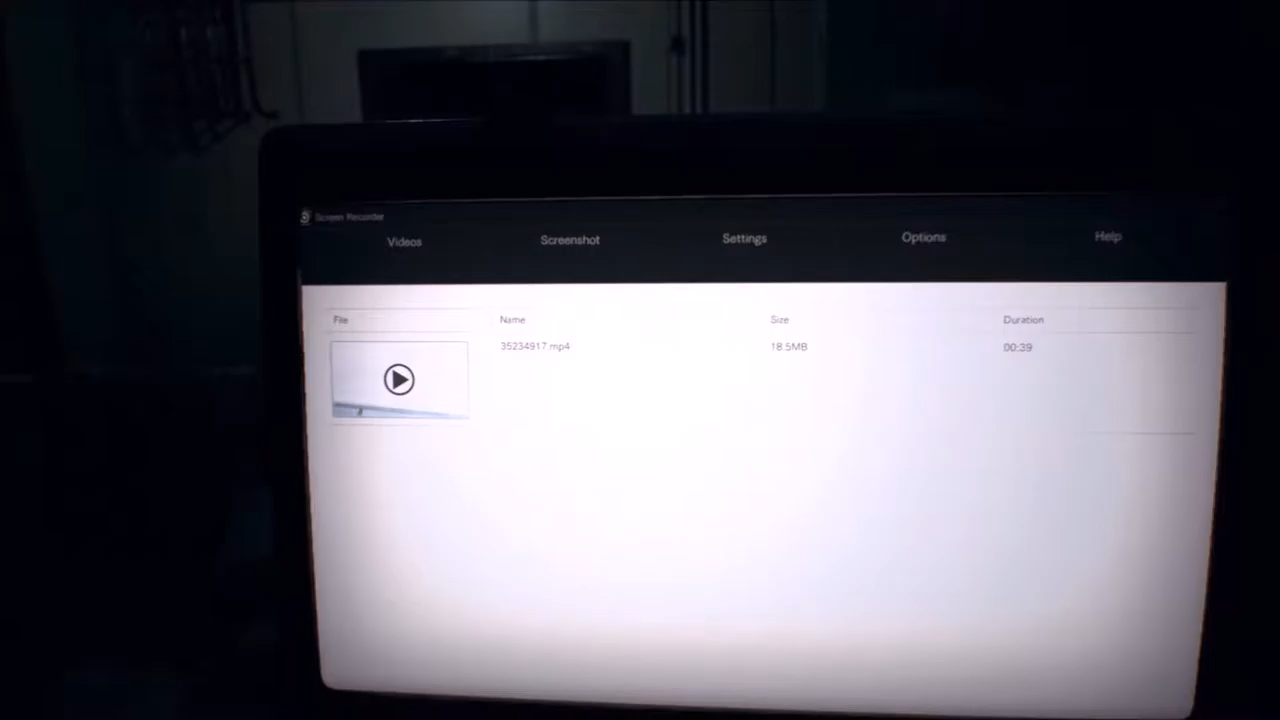 Screen Recorder
Videos Screenshot Settings Options Help
File Name Size Duration
35234917.mp4 18.5MB 00:39